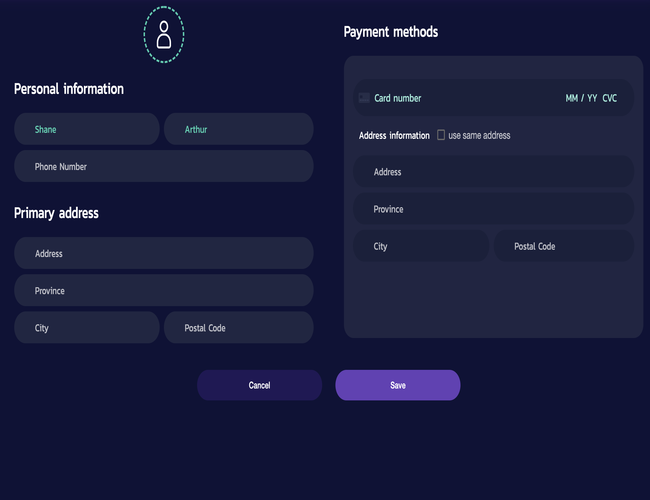 Personal information
Shane Arthur
Phone Number
Primary address
Address
Province
City Postal Code
Payment methods
Card number MM / YY CVC
Address information use same address
Address
Province
City Postal Code
Cancel Save